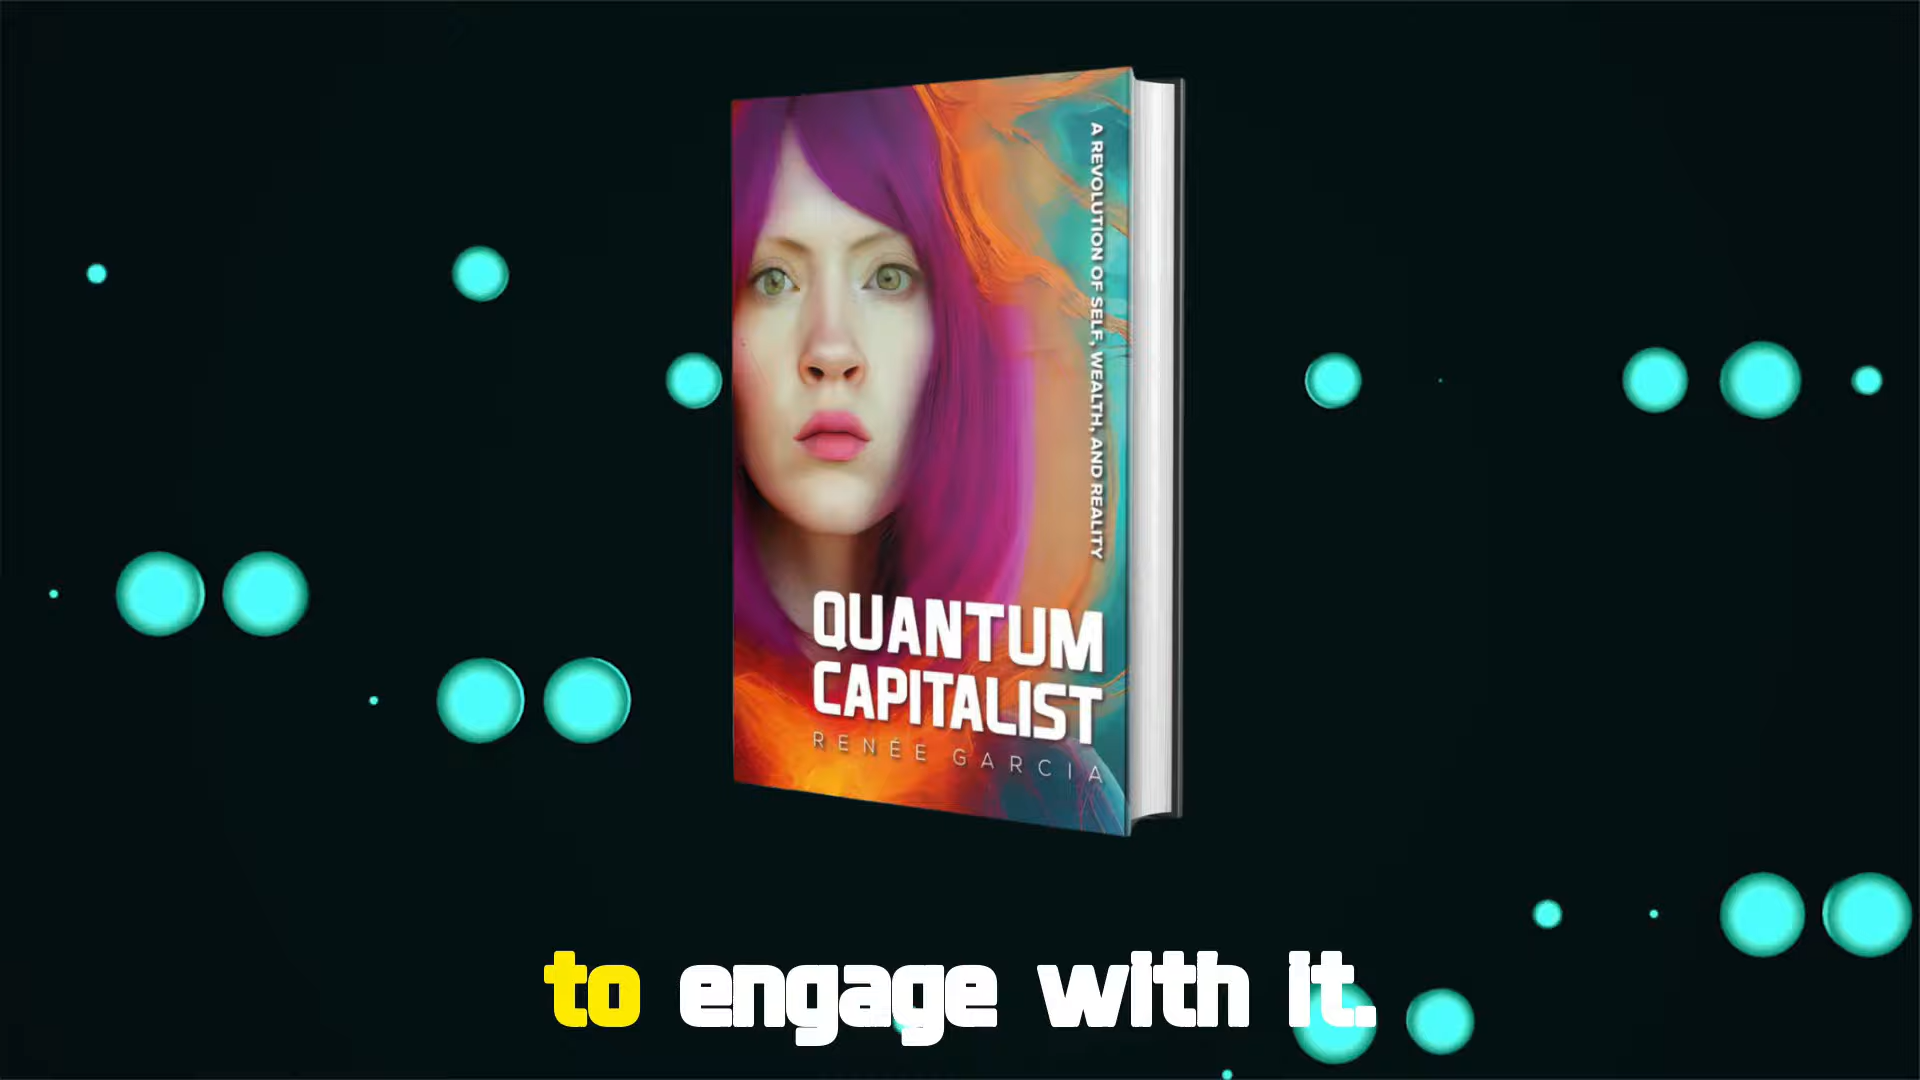 A REVOLUTION OF SELF, WEALTH, AND REALITY
QUANTUM
CAPITALIST
RENÉE GARCIA
to engage with it.